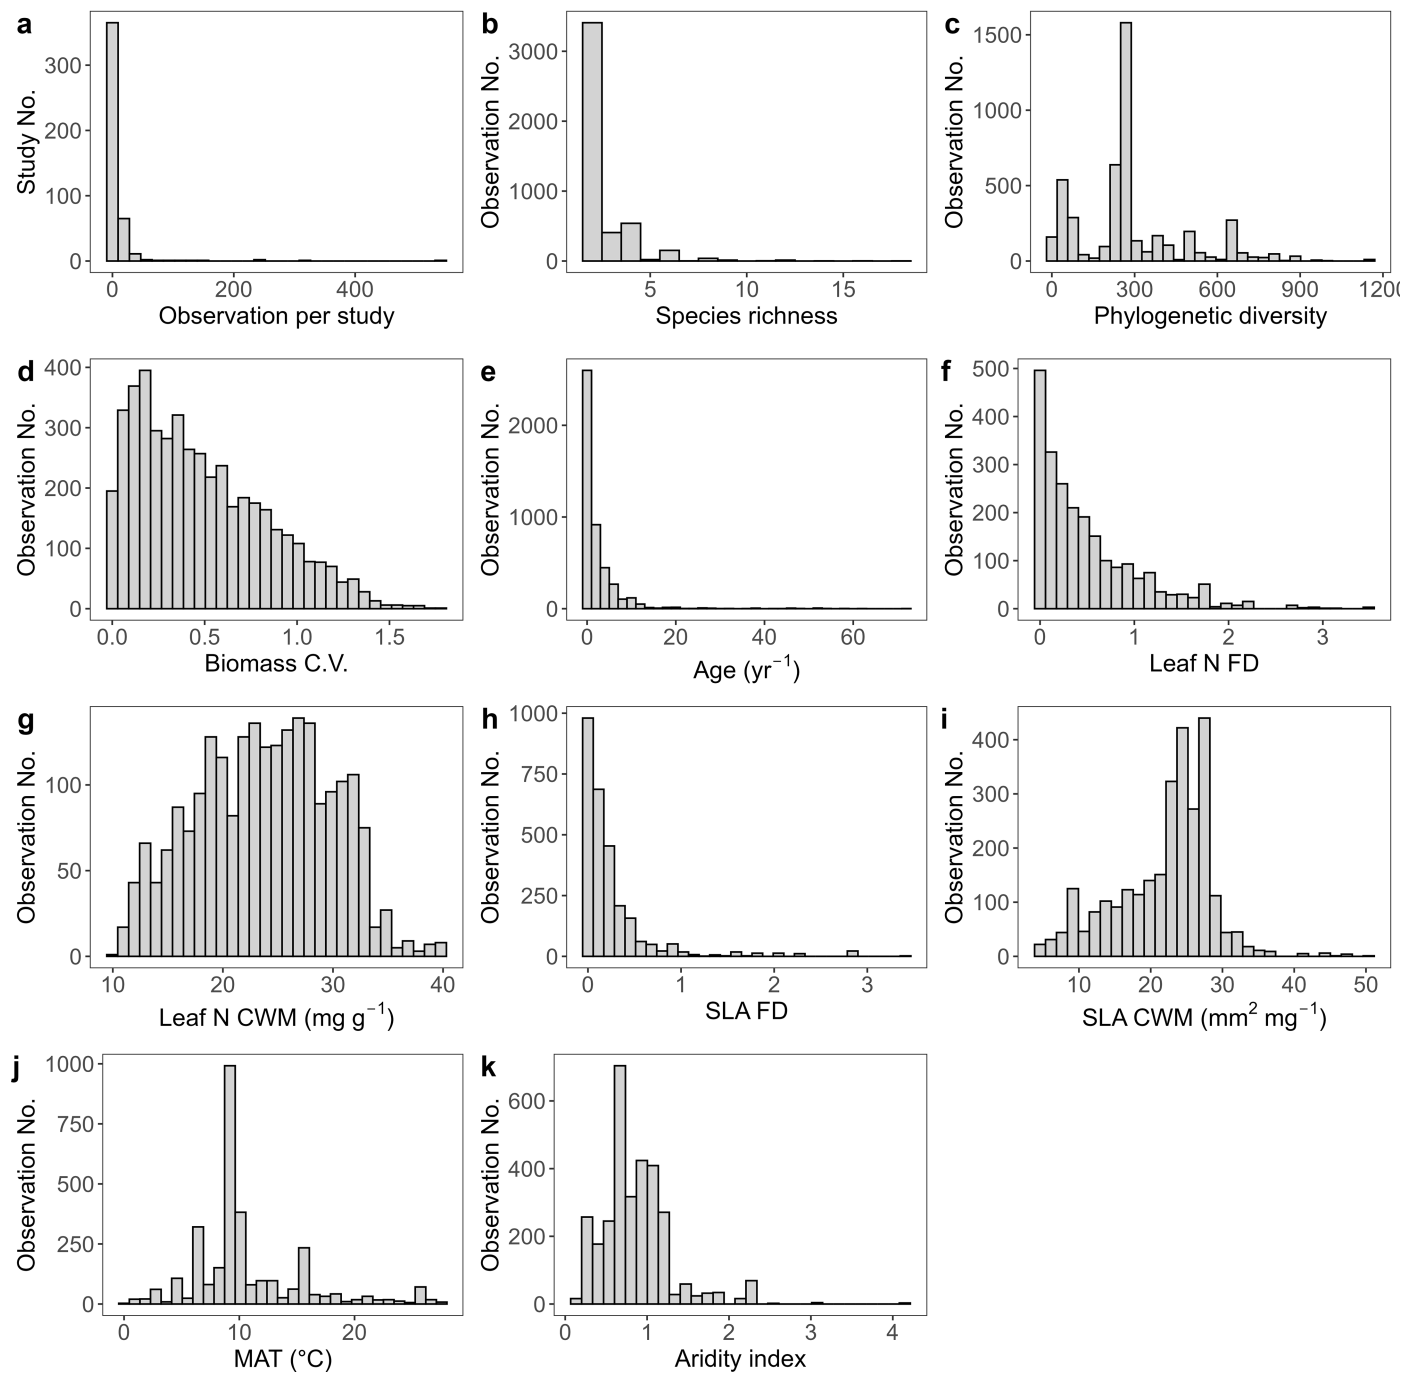 a
Study No.
300
200
100
0
0 200 400
Observation per study
b
Observation No.
3000
2000
1000
0
5 10 15
Species richness
c
Observation No.
1500
1000
500
0
0 300 600 900 120
Phylogenetic diversity
d
Observation No.
400
300
200
100
0
0.0 0.5 1.0 1.5
Biomass C.V.
e
Observation No.
2000
1000
0
0 20 40 60
Age (yr⁻¹)
f
Observation No.
500
400
300
200
100
0
0 1 2 3
Leaf N FD
g
Observation No.
100
50
0
10 20 30 40
Leaf N CWM (mg g⁻¹)
h
Observation No.
1000
750
500
250
0
0 1 2 3
SLA FD
i
Observation No.
400
300
200
100
0
10 20 30 40 50
SLA CWM (mm² mg⁻¹)
j
Observation No.
1000
750
500
250
0
0 10 20
MAT (°C)
k
Observation No.
600
400
200
0
0 1 2 3 4
Aridity index